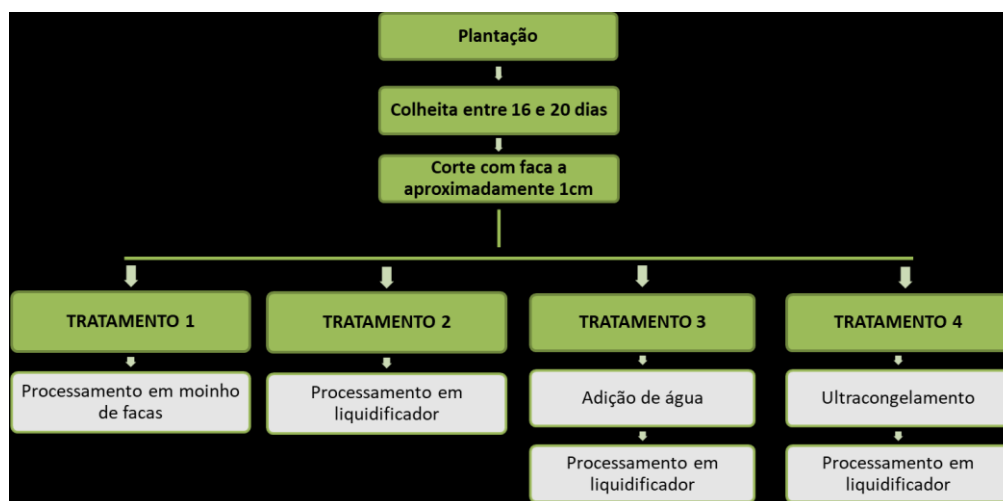 Plantação
Colheita entre 16 e 20 dias
Corte com faca a
aproximadamente 1cm
TRATAMENTO 1
TRATAMENTO 2
TRATAMENTO 3
TRATAMENTO 4
Processamento em moinho
de facas
Processamento em
liquidificador
Adição de água
Ultracongelamento
Processamento em
liquidificador
Processamento em
liquidificador